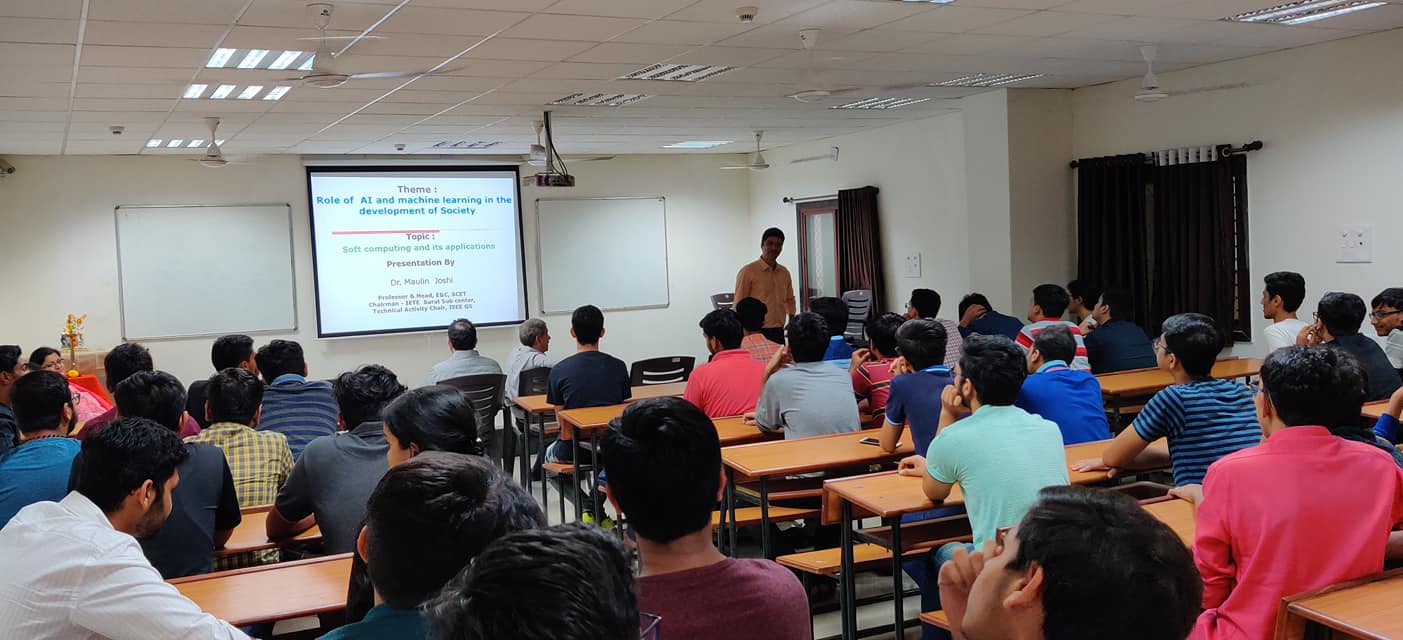 Theme :
Role of AI and machine learning in the
development of Society
Topic :
Soft computing and its applications
Presentation By
Dr. Maulin Joshi
Professor & Head, E&C, SCET
Chairman - IETE Surat Sub center,
Technical Activity Chair, IEEE GS